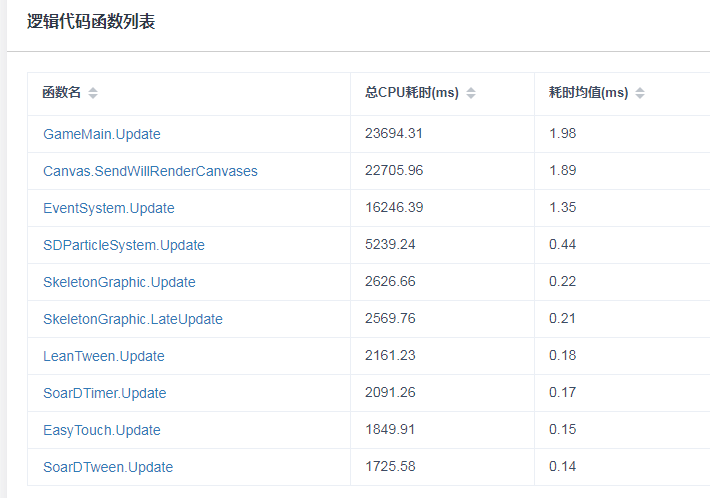 逻辑代码函数列表
函数名 总CPU耗时(ms) 耗时均值(ms)
GameMain.Update 23694.31 1.98
Canvas.SendWillRenderCanvases 22705.96 1.89
EventSystem.Update 16246.39 1.35
SDParticleSystem.Update 5239.24 0.44
SkeletonGraphic.Update 2626.66 0.22
SkeletonGraphic.LateUpdate 2569.76 0.21
LeanTween.Update 2161.23 0.18
SoarDTimer.Update 2091.26 0.17
EasyTouch.Update 1849.91 0.15
SoarDTween.Update 1725.58 0.14